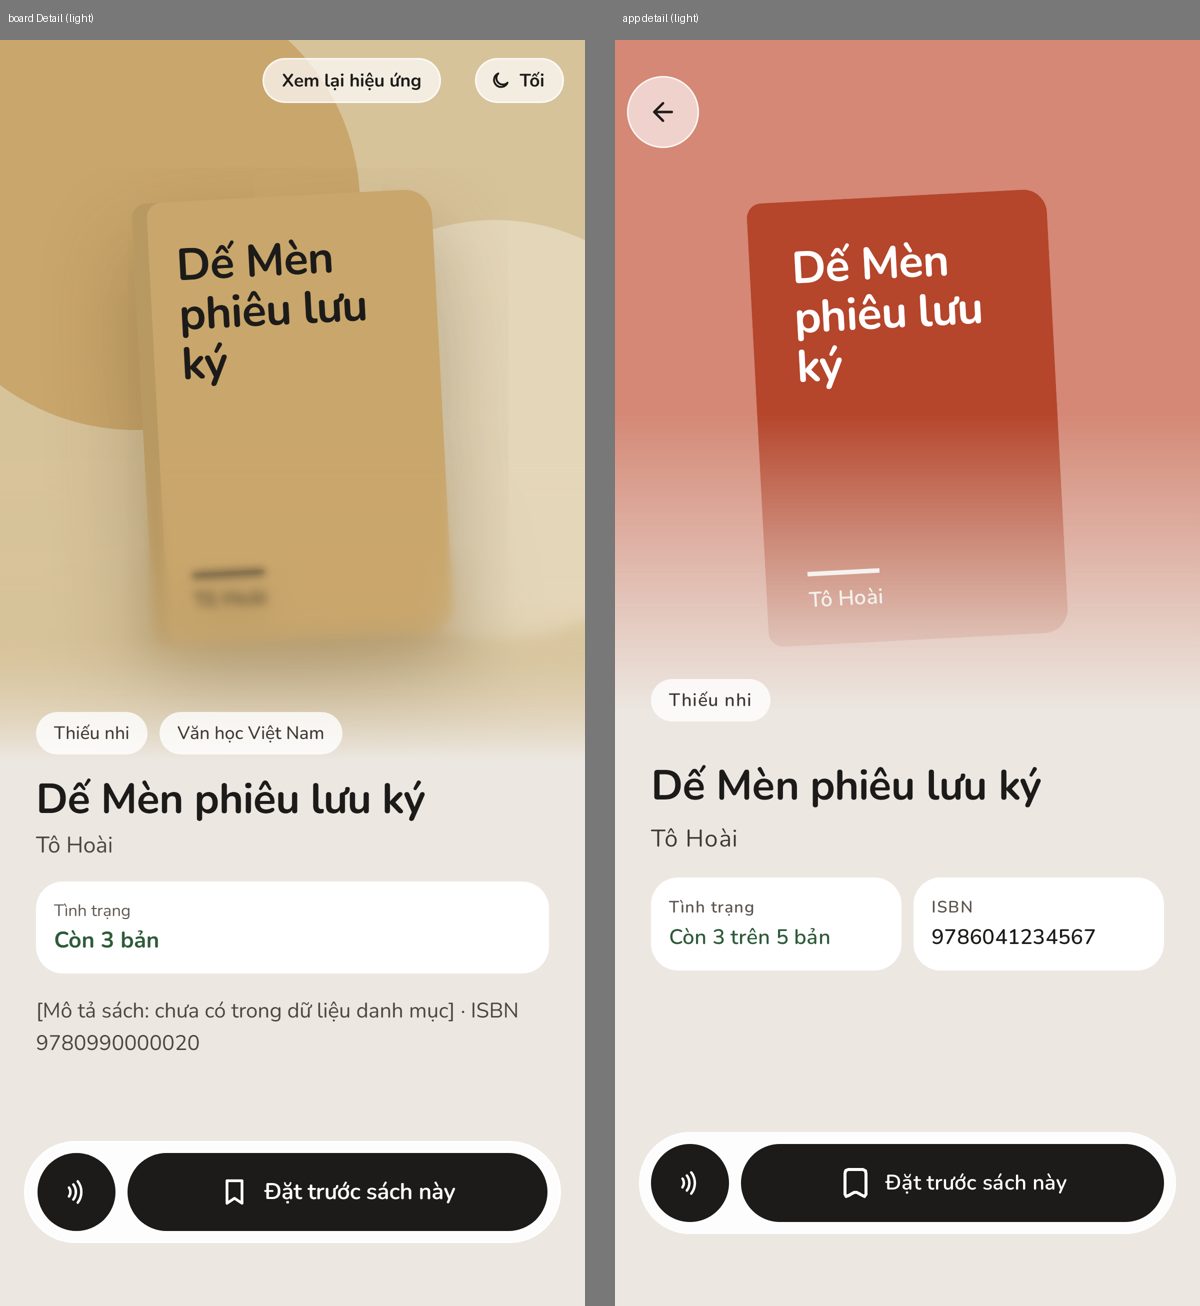 board Detail (light)
Xem lại hiệu ứng
Tối
Dế Mèn
phiêu lưu
ký
Tô Hoài
Thiếu nhi
Văn học Việt Nam
Dế Mèn phiêu lưu ký
Tô Hoài
Tình trạng
Còn 3 bản
[Mô tả sách: chưa có trong dữ liệu danh mục] · ISBN
9780990000020
Đặt trước sách này
app detail (light)
Dế Mèn
phiêu lưu
ký
Tô Hoài
Thiếu nhi
Dế Mèn phiêu lưu ký
Tô Hoài
Tình trạng
Còn 3 trên 5 bản
ISBN
9786041234567
Đặt trước sách này